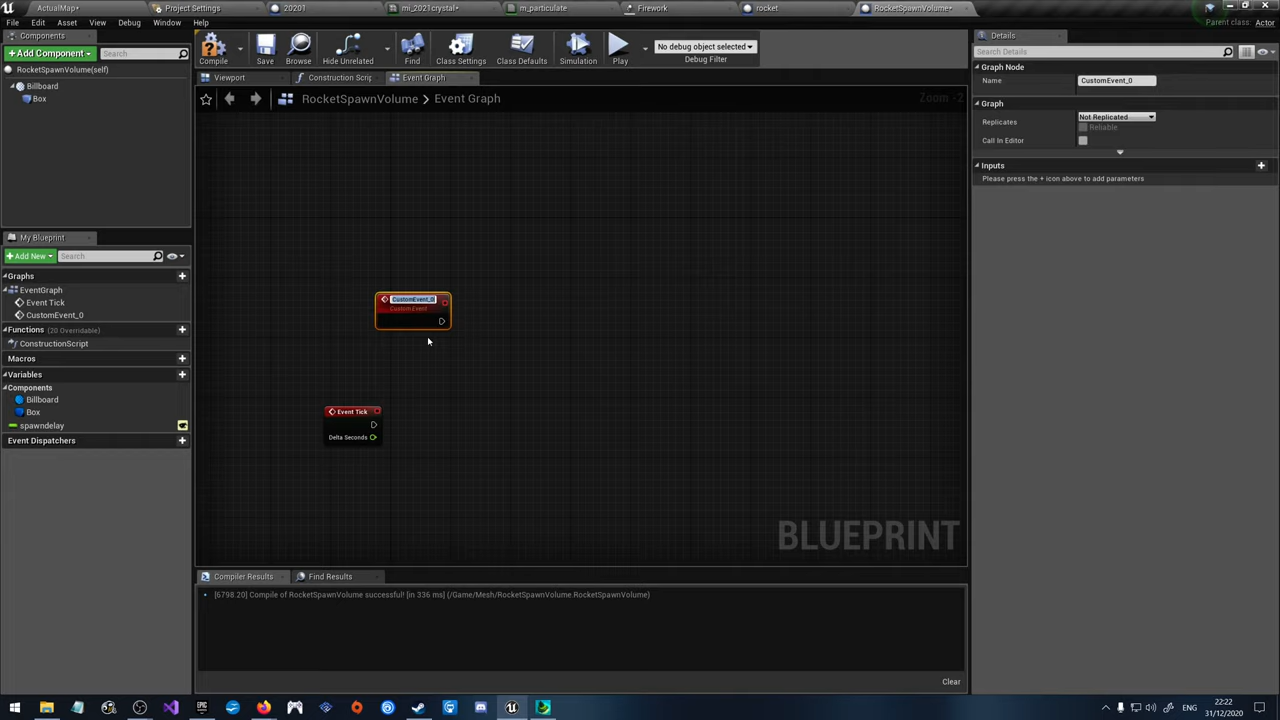 ActualMap*
Project Settings
20201
mi_2021crystal*
m_particulate
Firework
rocket
RocketSpawnVolume*
File Edit Asset View Debug Window Help
Parent class: Actor
Components
+ Add Component
Search
RocketSpawnVolume(self)
Billboard
Box
Compile
Save
Browse
Hide Unrelated
Find
Class Settings
Class Defaults
Simulation
Play
No debug object selected
Debug Filter
Viewport
Construction Scrip
Event Graph
RocketSpawnVolume > Event Graph
Zoom -2
CustomEvent_0
Custom Event
Event Tick
Delta Seconds
BLUEPRINT
My Blueprint
+ Add New
Search
Graphs
EventGraph
Event Tick
CustomEvent_0
Functions (20 Overridable)
ConstructionScript
Macros
Variables
Components
Billboard
Box
spawndelay
Event Dispatchers
Compiler Results
Find Results
[6798.20] Compile of RocketSpawnVolume successful! [in 336 ms] (/Game/Mesh/RocketSpawnVolume.RocketSpawnVolume)
Clear
Details
Search Details
Graph Node
Name
CustomEvent_0
Graph
Replicates
Not Replicated
Reliable
Call In Editor
Inputs
Please press the + icon above to add parameters
ENG
22:22
31/12/2020